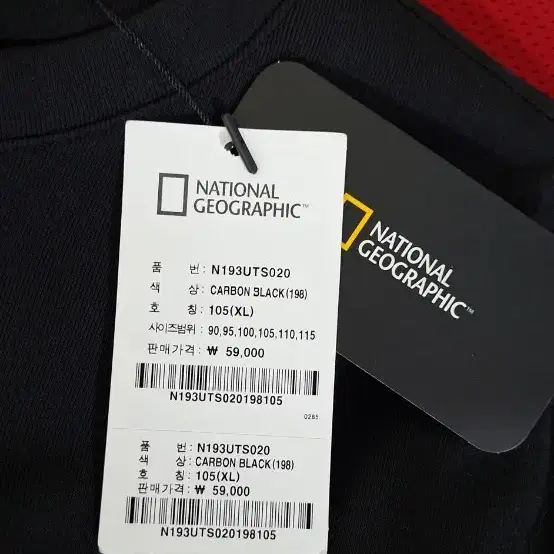 NATIONAL
GEOGRAPHIC™
품 번 : N193UTS020
색 상 : CARBON BLACK(198)
호 칭 : 105(XL)
사이즈범위 : 90,95,100,105,110,115
판매가격 : ₩ 59,000
N193UTS020198105
0265
품 번 : N193UTS020
색 상 : CARBON BLACK(198)
호 칭 : 105(XL)
판매가격 : ₩ 59,000
N193UTS020198105
NATIONAL
GEOGRAPHIC™